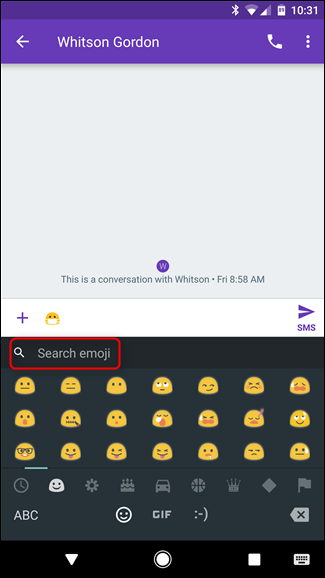 10:31
Whitson Gordon
W
This is a conversation with Whitson • Fri 8:58 AM
SMS
Search emoji
ABC GIF :-)